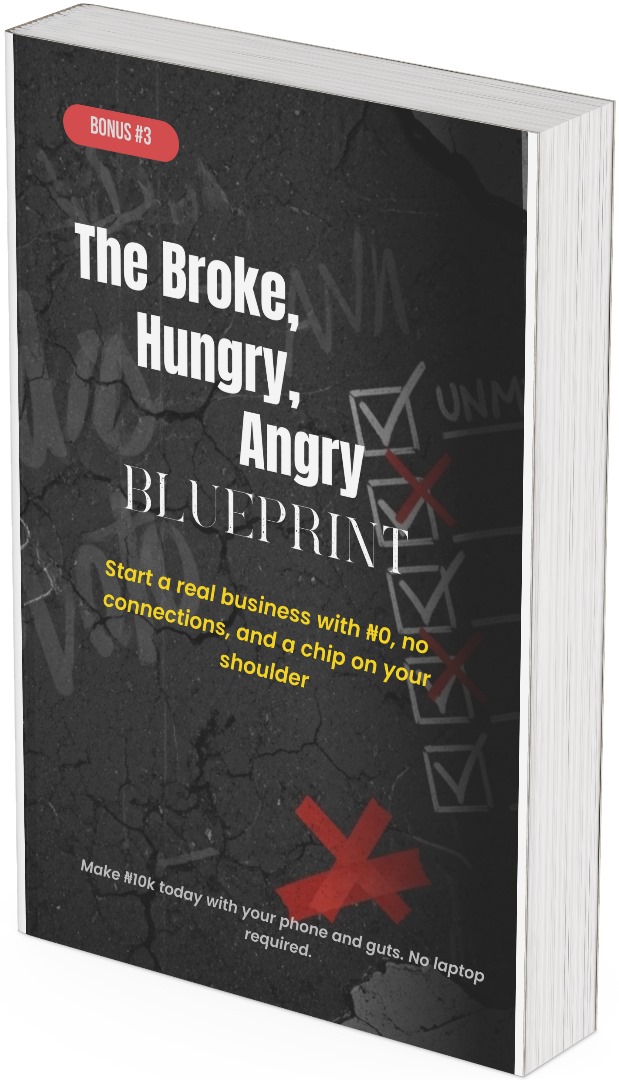 BONUS #3
The Broke,
Hungry,
Angry
BLUEPRINT
Start a real business with ₦0, no
connections, and a chip on your
shoulder
Make ₦10k today with your phone and guts. No laptop
required.